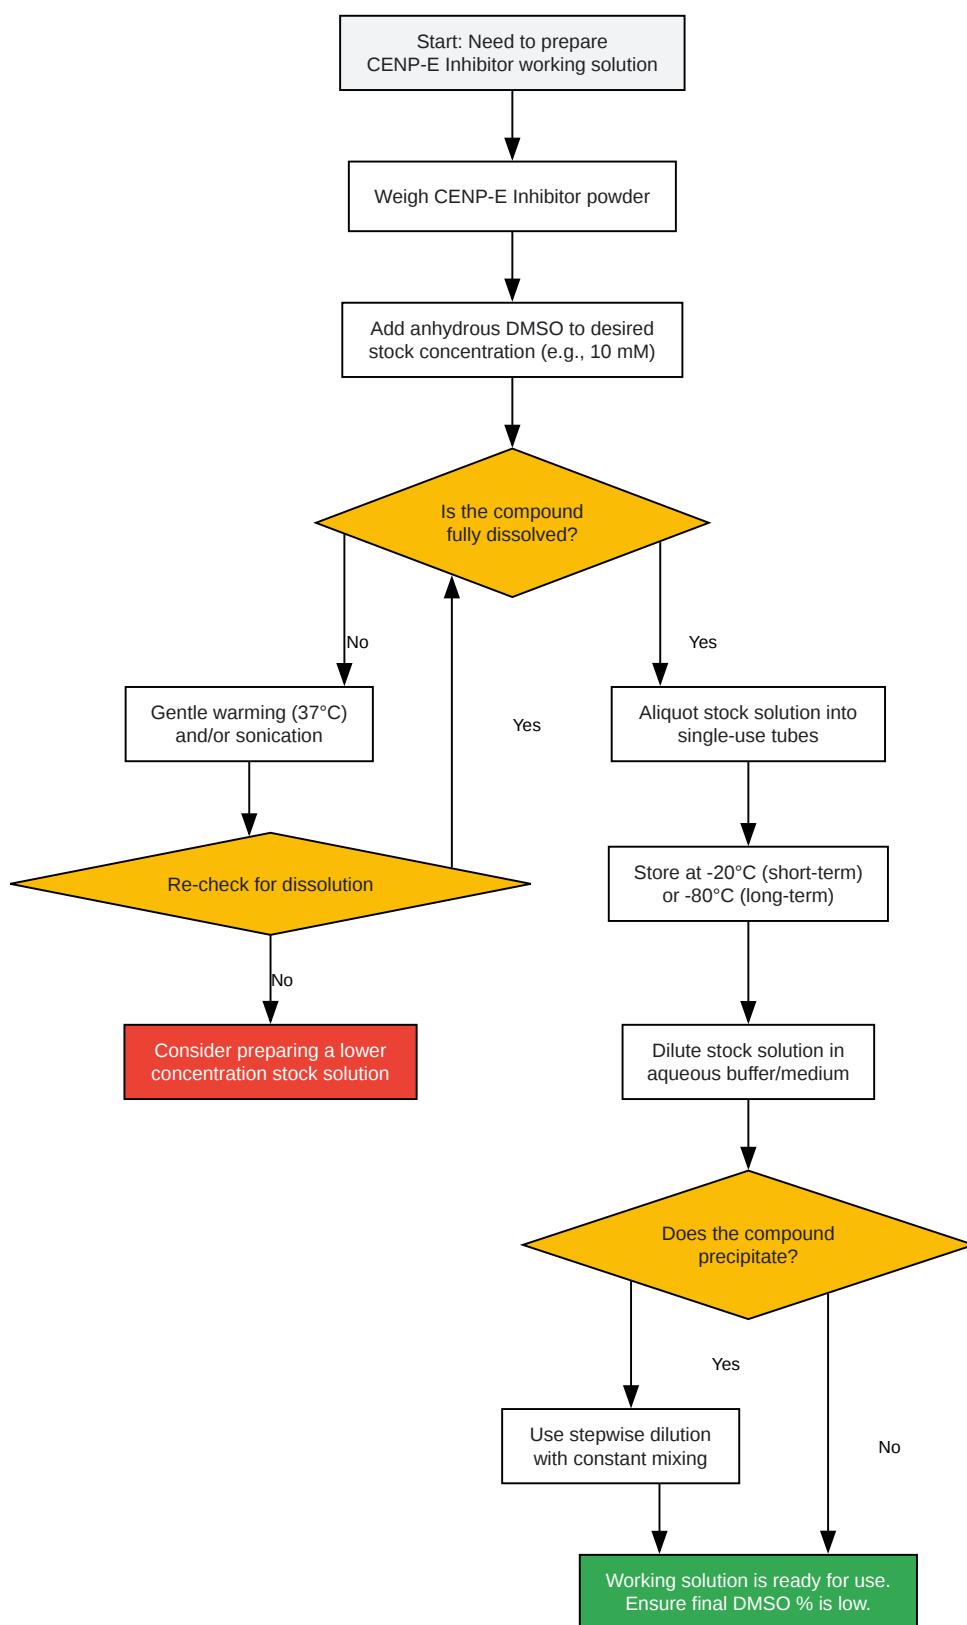 Start: Need to prepare
CENP-E Inhibitor working solution
Weigh CENP-E Inhibitor powder
Add anhydrous DMSO to desired
stock concentration (e.g., 10 mM)
Is the compound
fully dissolved?
No
Yes
Gentle warming (37°C)
and/or sonication
Yes
Aliquot stock solution into
single-use tubes
Re-check for dissolution
Store at -20°C (short-term)
or -80°C (long-term)
No
Consider preparing a lower
concentration stock solution
Dilute stock solution in
aqueous buffer/medium
Does the compound
precipitate?
Yes
Use stepwise dilution
with constant mixing
No
Working solution is ready for use.
Ensure final DMSO % is low.